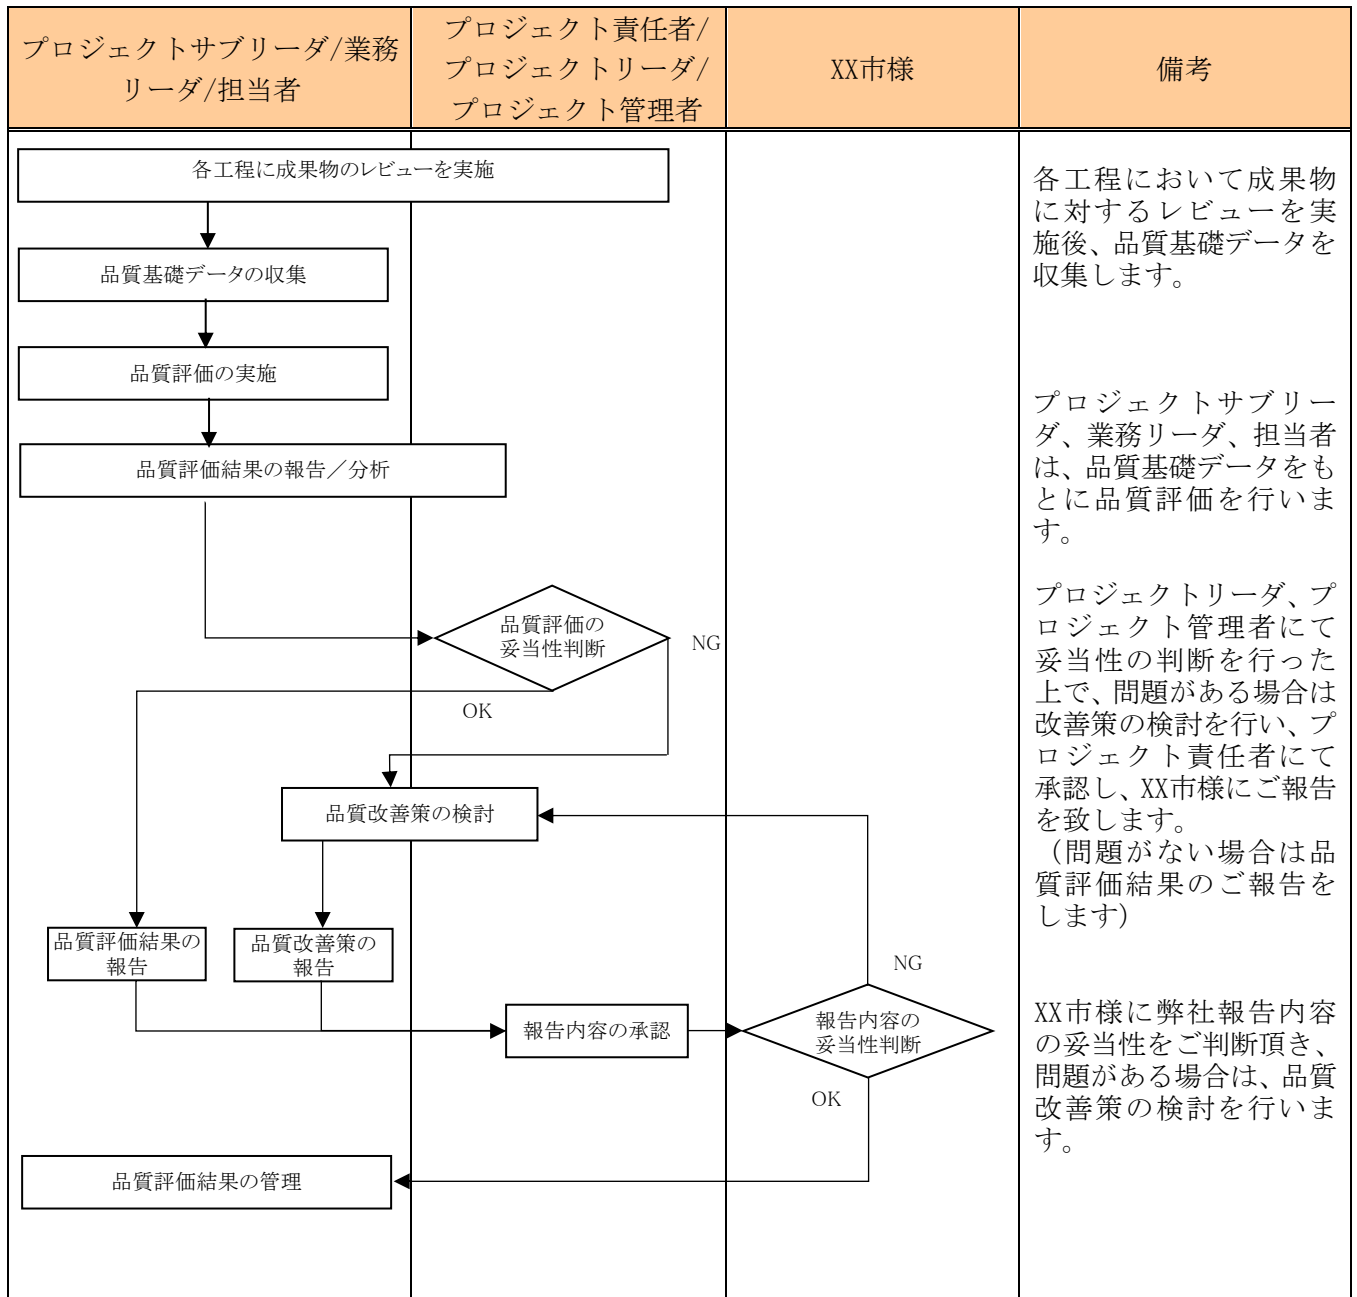 プロジェクトサブリーダ/業務
リーダ/担当者
プロジェクト責任者/
プロジェクトリーダ/
プロジェクト管理者
XX市様
備考
各工程に成果物のレビューを実施
品質基礎データの収集
品質評価の実施
品質評価結果の報告／分析
品質評価の
妥当性判断
NG
OK
品質改善策の検討
品質評価結果の
報告
品質改善策の
報告
報告内容の承認
報告内容の
妥当性判断
NG
OK
品質評価結果の管理
各工程において成果物
に対するレビューを実
施後、品質基礎データを
収集します。
プロジェクトサブリー
ダ、業務リーダ、担当者
は、品質基礎データをも
とに品質評価を行いま
す。
プロジェクトリーダ、プ
ロジェクト管理者にて
妥当性の判断を行った
上で、問題がある場合は
改善策の検討を行い、プ
ロジェクト責任者にて
承認し、XX市様にご報告
を致します。
（問題がない場合は品
質評価結果のご報告を
します）
XX市様に弊社報告内容
の妥当性をご判断頂き、
問題がある場合は、品質
改善策の検討を行いま
す。